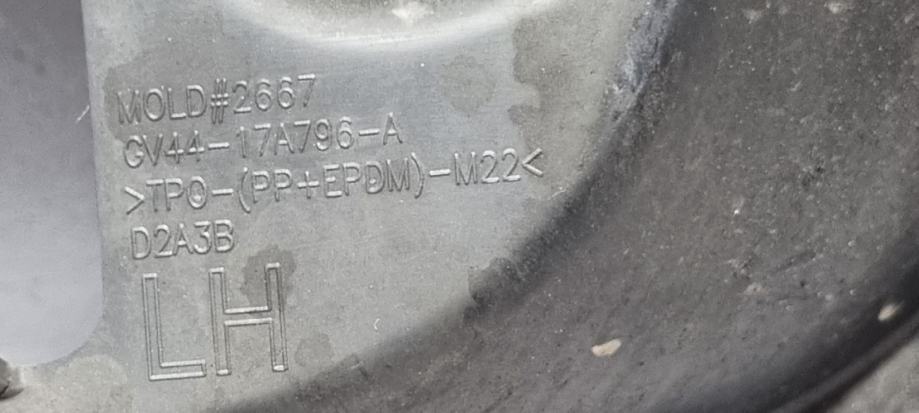 MOLD#2667
GV44-17A796-A
>TPO-(PP+EPDM)-M22<
D2A3B
LH